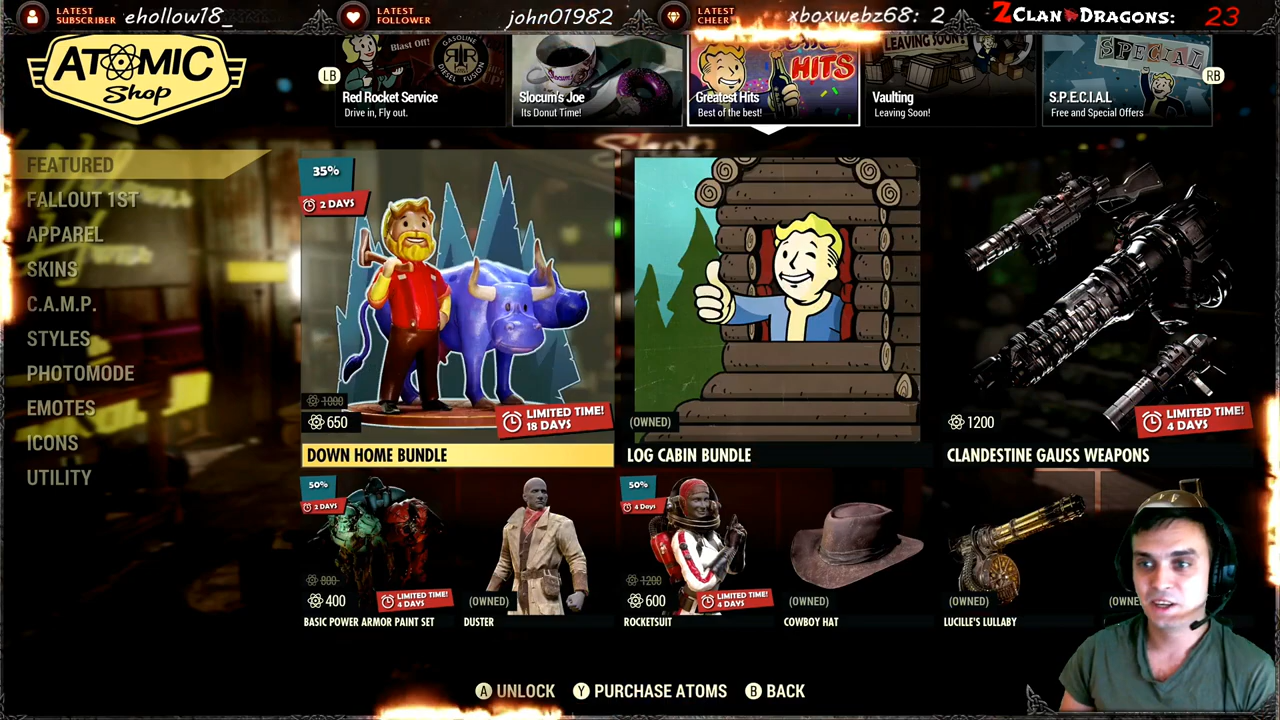 LATEST SUBSCRIBER
ehollow18_
LATEST FOLLOWER
john01982
LATEST CHEER
xboxwebz68: 2
ZClan Dragons:
23
ATOMIC
Shop
LB
Blast Off!
GASOLINE
DIESEL FUSION
RR
Red Rocket Service
Drive in, Fly out.
Slocum's Joe
Its Donut Time!
HITS
Greatest Hits
Best of the best!
LEAVING SOON!
Vaulting
Leaving Soon!
SPECIAL
S.P.E.C.I.A.L
Free and Special Offers
RB
Shop
FEATURED
FALLOUT 1ST
APPAREL
SKINS
C.A.M.P.
STYLES
PHOTOMODE
EMOTES
ICONS
UTILITY
35%
2 DAYS
1000
650
LIMITED TIME!
18 DAYS
DOWN HOME BUNDLE
(OWNED)
LOG CABIN BUNDLE
1200
LIMITED TIME!
4 DAYS
CLANDESTINE GAUSS WEAPONS
50%
2 DAYS
800
400
LIMITED TIME!
4 DAYS
BASIC POWER ARMOR PAINT SET
(OWNED)
DUSTER
50%
4 Days
1200
600
LIMITED TIME!
4 DAYS
ROCKETSUIT
(OWNED)
COWBOY HAT
(OWNED)
LUCILLE'S LULLABY
A UNLOCK
Y PURCHASE ATOMS
B BACK